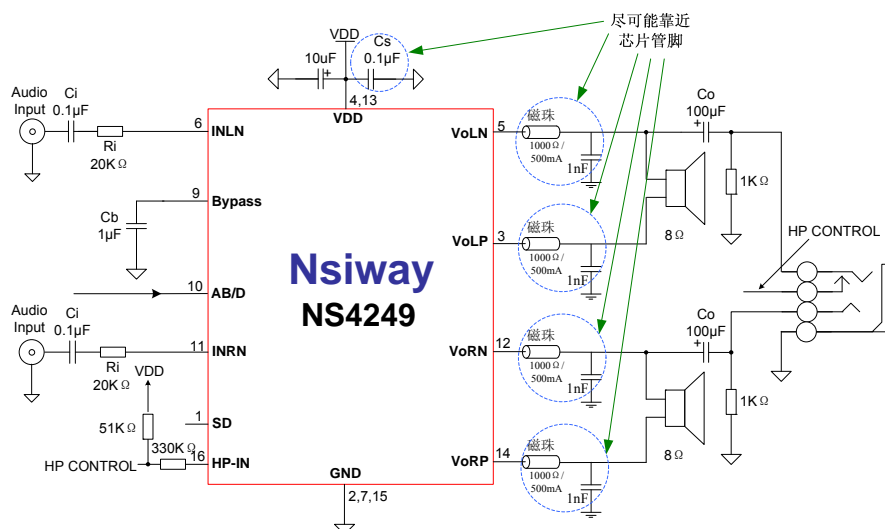 尽可能靠近
芯片管脚
VDD
10uF
+
Cs
0.1μF
4,13
VDD
Audio
Input
Ci
0.1μF
Ri
20KΩ
6
INLN
9
Bypass
Cb
1μF
10
AB/D
Audio
Input
Ci
0.1μF
Ri
20KΩ
11
INRN
VDD
51KΩ
1
SD
330KΩ
HP CONTROL
16
HP-IN
Nsiway
NS4249
GND
2,7,15
VoLN
5
磁珠
1000Ω/
500mA
1nF
VoLP
3
磁珠
1000Ω/
500mA
1nF
VoRN
12
磁珠
1000Ω/
500mA
1nF
VoRP
14
磁珠
1000Ω/
500mA
1nF
Co
100μF
+
1KΩ
8Ω
HP CONTROL
Co
100μF
+
1KΩ
8Ω